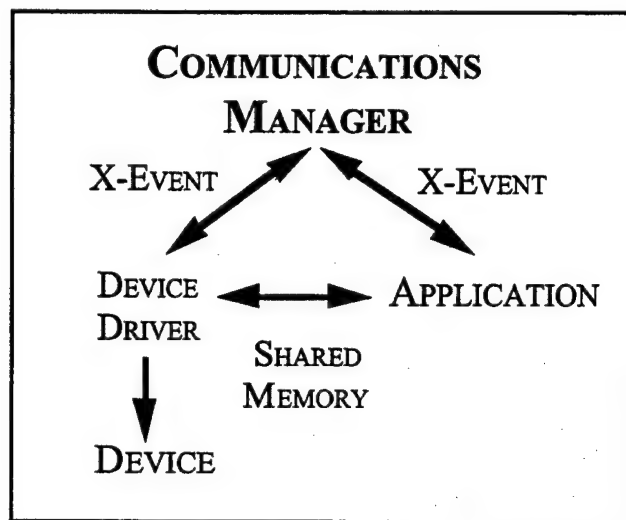 COMMUNICATIONS
MANAGER
X-EVENT
X-EVENT
DEVICE
DRIVER
APPLICATION
SHARED
MEMORY
DEVICE